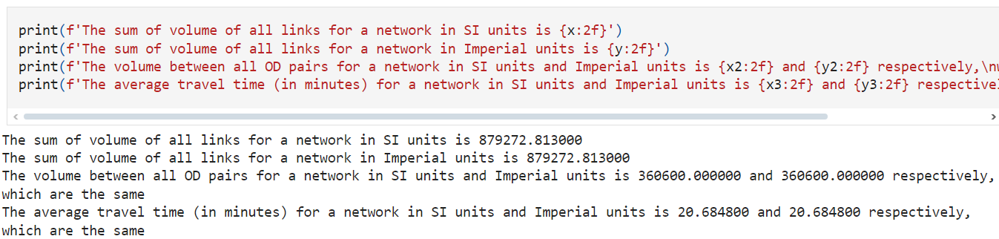 print(f'The sum of volume of all links for a network in SI units is {x:2f}')
print(f'The sum of volume of all links for a network in Imperial units is {y:2f}')
print(f'The volume between all OD pairs for a network in SI units and Imperial units is {x2:2f} and {y2:2f} respectively,\n
print(f'The average travel time (in minutes) for a network in SI units and Imperial units is {x3:2f} and {y3:2f}
The sum of volume of all links for a network in SI units is 879272.813000
The sum of volume of all links for a network in Imperial units is 879272.813000
The volume between all OD pairs for a network in SI units and Imperial units is 360600.000000 and 360600.000000 respectively,
which are the same
The average travel time (in minutes) for a network in SI units and Imperial units is 20.684800 and 20.684800 respectively,
which are the same